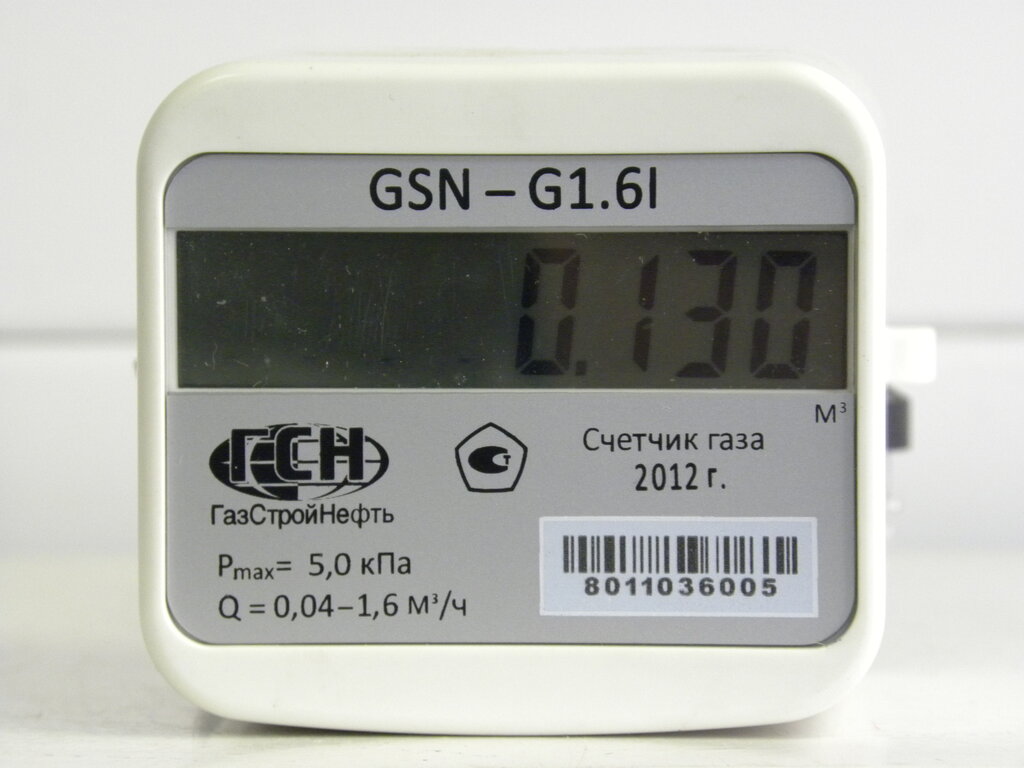 GSN – G1.6I
0.130
м³
ГСН
ГазСтройНефть
Ст
Счетчик газа
2012 г.
Pmax= 5,0 кПа
Q = 0,04–1,6 м³/ч
8011036005